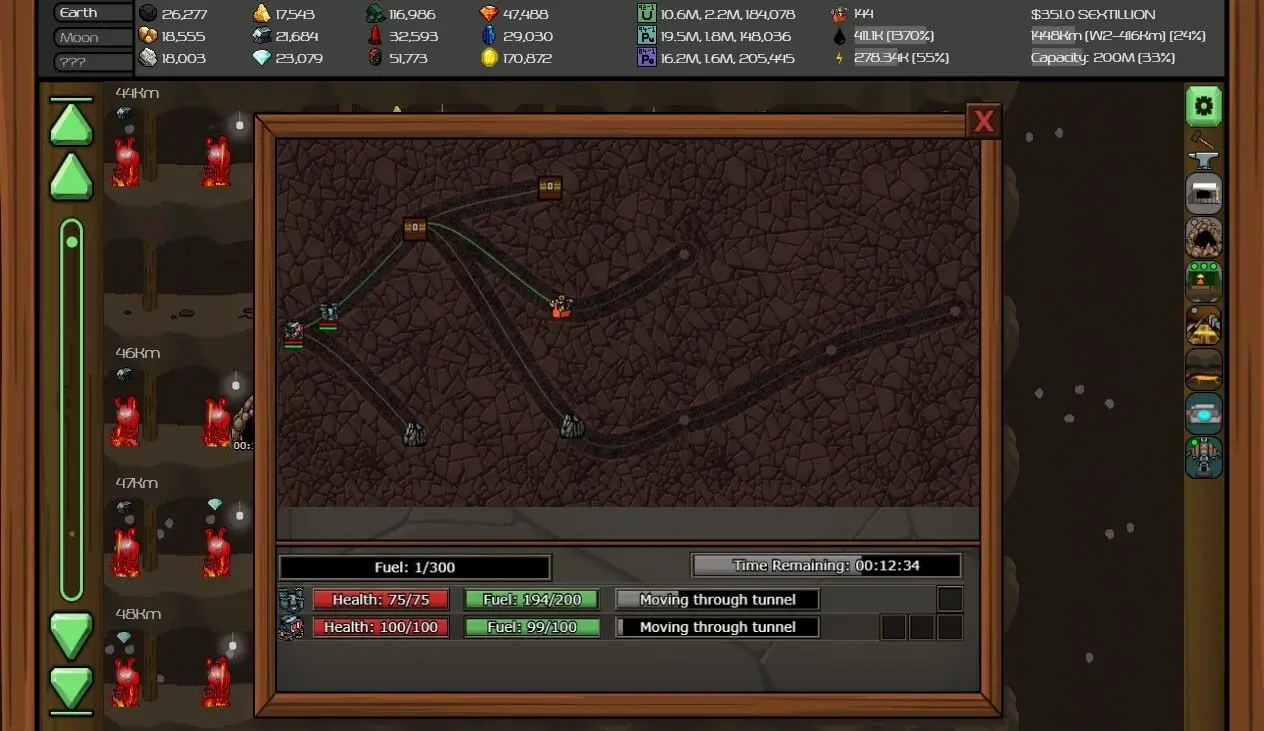 Earth 26,277 17,543 116,986 47,488 10.6M, 2.2M, 184,078 144 $351.0 SEXTILLION
Moon 18,555 21,684 32,593 29,030 19.5M, 1.8M, 148,036 411.1K (1370%) 1448Km (W2-416Km) (24%)
??? 18,003 23,079 51,773 170,872 16.2M, 1.6M, 205,445 278.34K (55%) Capacity: 200M (33%)
44Km
X
46Km
00:
47Km
Fuel: 1/300 Time Remaining: 00:12:34
Health: 75/75 Fuel: 194/200 Moving through tunnel
48Km
Health: 100/100 Fuel: 99/100 Moving through tunnel